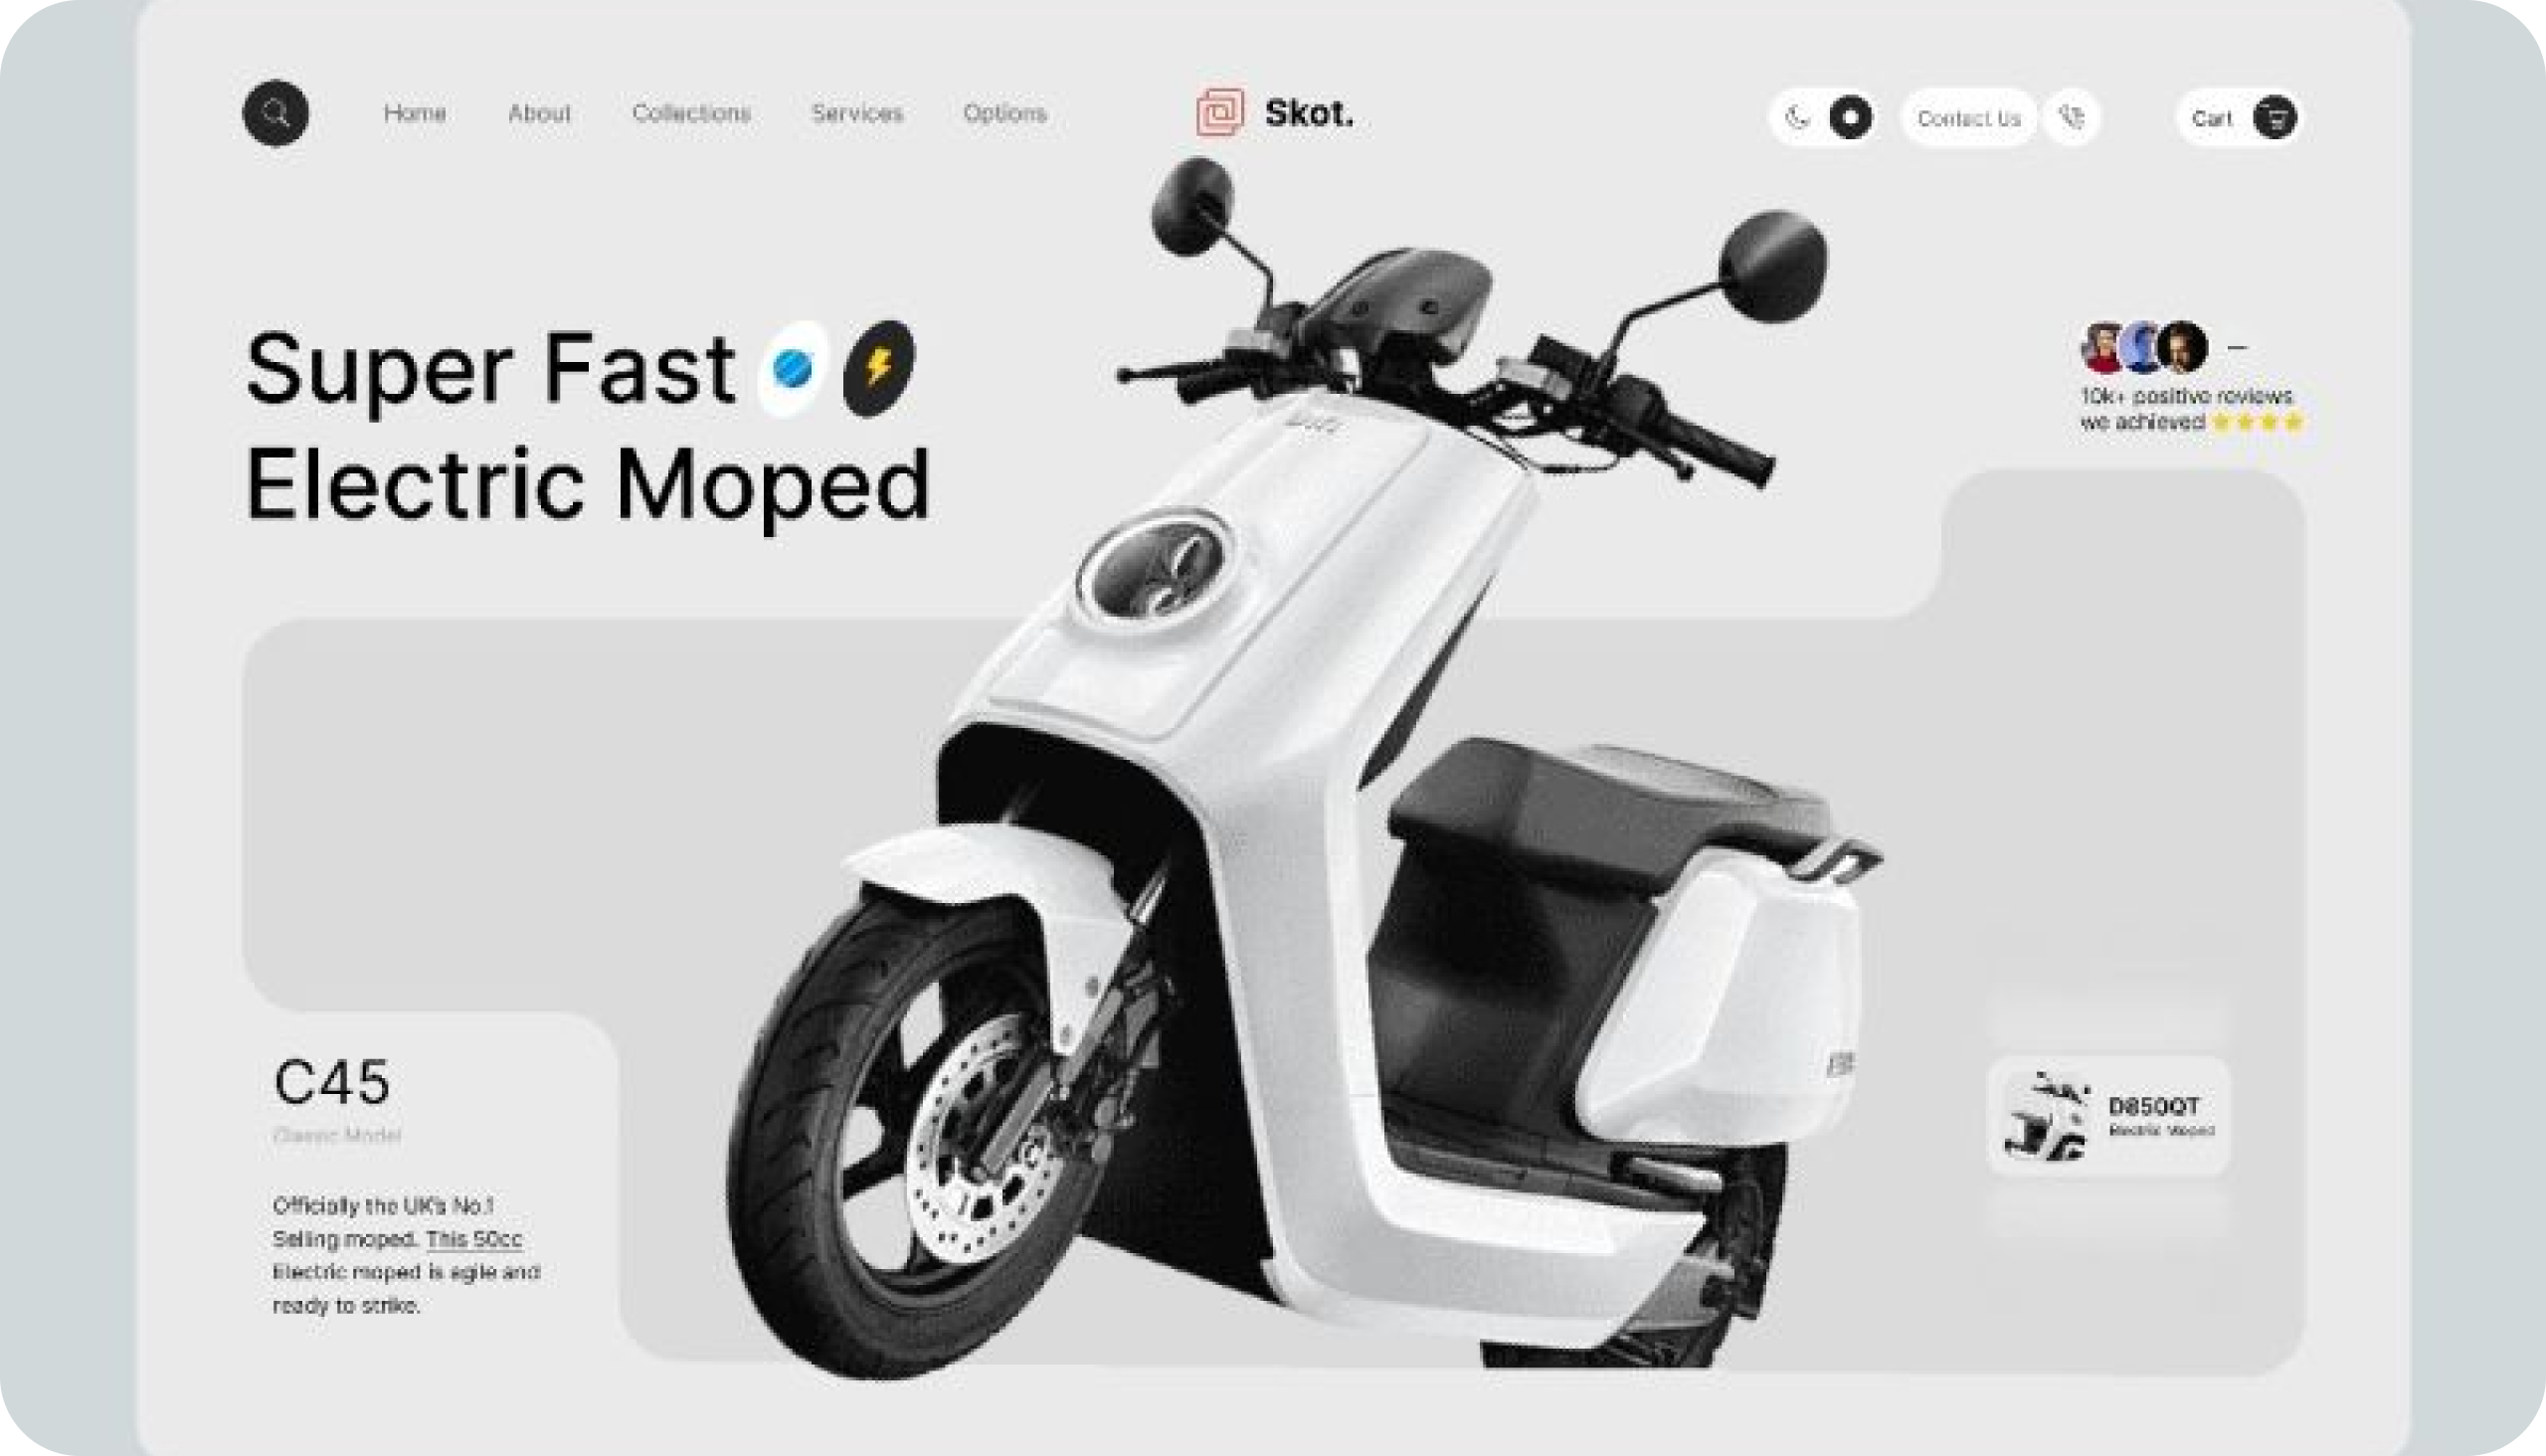 Home About Collections Services Options
Skot.
Contact Us
Cart
Super Fast
Electric Moped
10k+ positive reviews
we achieved
C45
Classic Model
Officially the UK's No.1
Selling moped. This 50cc
Electric moped is agile and
ready to strike.
D850QT
Electric Moped